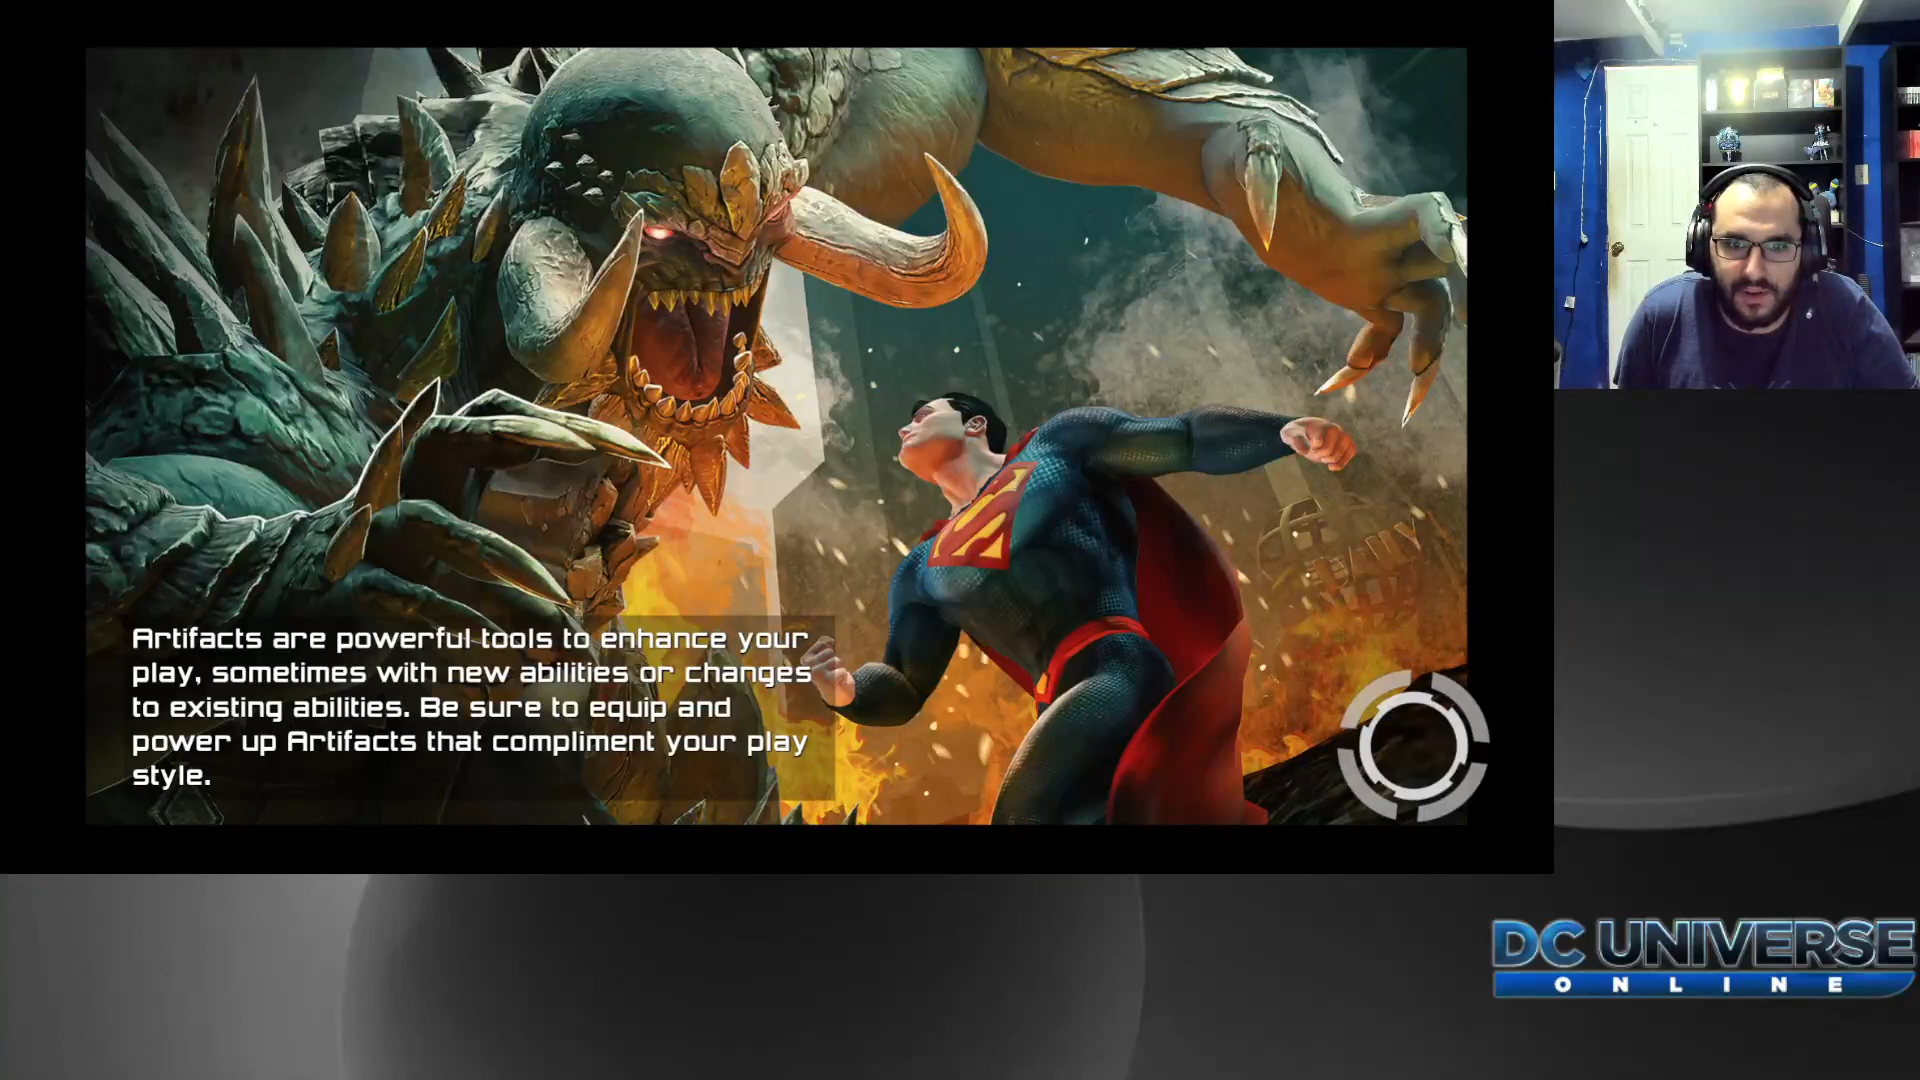 Artifacts are powerful tools to enhance your
play, sometimes with new abilities or changes
to existing abilities. Be sure to equip and
power up Artifacts that compliment your play
style.
DC UNIVERSE
ONLINE